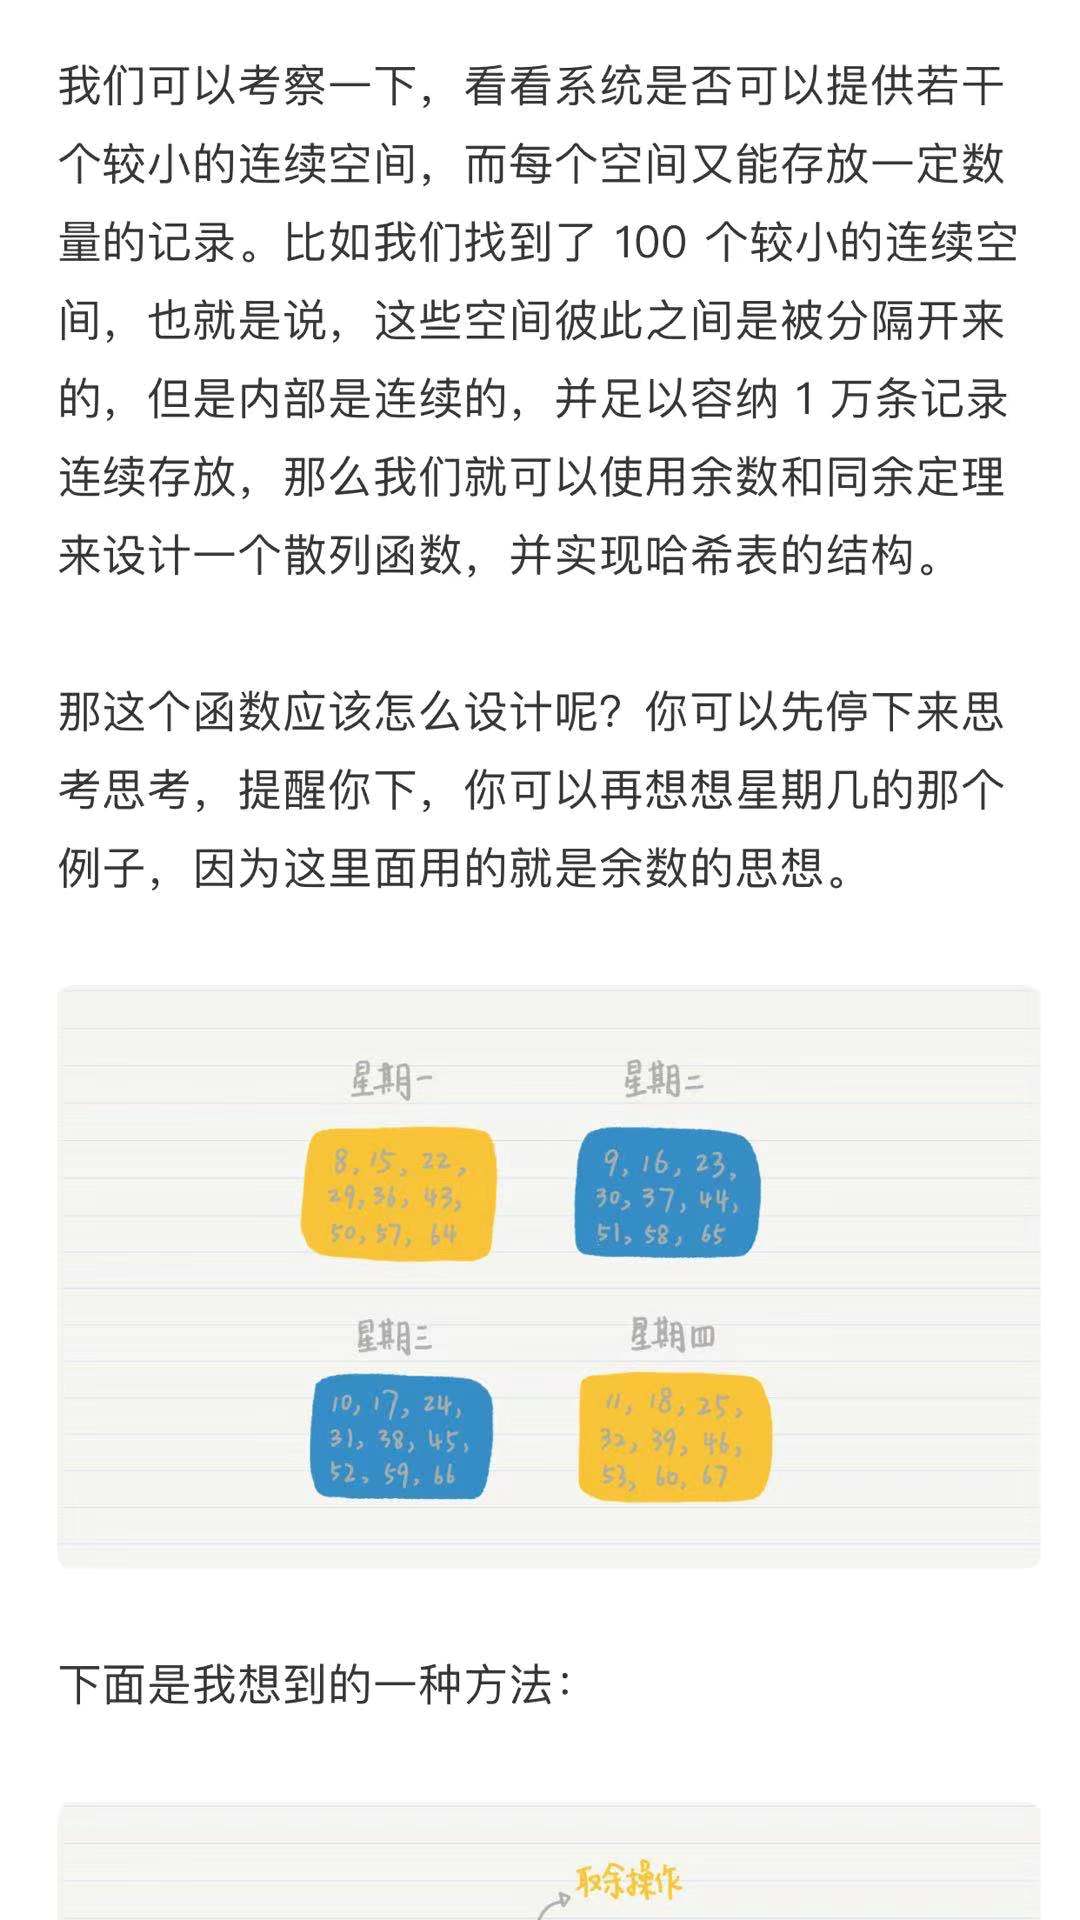 我们可以考察一下，看看系统是否可以提供若干
个较小的连续空间，而每个空间又能存放一定数
量的记录。比如我们找到了 100 个较小的连续空
间，也就是说，这些空间彼此之间是被分隔开来
的，但是内部是连续的，并足以容纳 1 万条记录
连续存放，那么我们就可以使用余数和同余定理
来设计一个散列函数，并实现哈希表的结构。
那这个函数应该怎么设计呢？你可以先停下来思
考思考，提醒你下，你可以再想想星期几的那个
例子，因为这里面用的就是余数的思想。
星期一
8, 15, 22,
29, 36, 43,
50, 57, 64
星期二
9, 16, 23,
30, 37, 44,
51, 58, 65
星期三
10, 17, 24,
31, 38, 45,
52, 59, 66
星期四
11, 18, 25,
32, 39, 46,
53, 60, 67
下面是我想到的一种方法：
取余操作